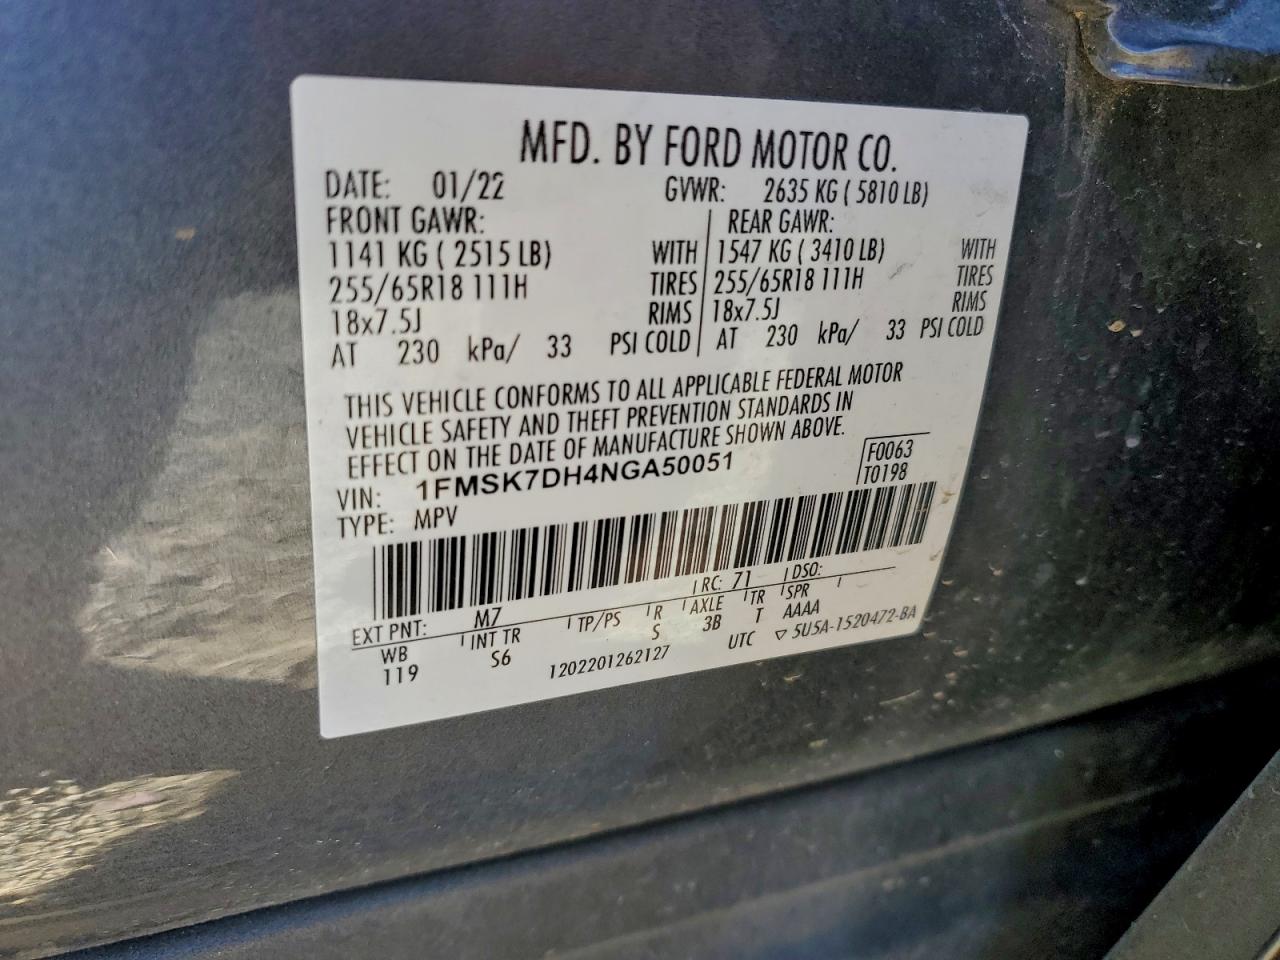 MFD. BY FORD MOTOR CO.
DATE: 01/22 GVWR: 2635 KG ( 5810 LB)
FRONT GAWR: REAR GAWR:
1141 KG ( 2515 LB) WITH 1547 KG ( 3410 LB) WITH
255/65R18 111H TIRES 255/65R18 111H TIRES
18x7.5J RIMS 18x7.5J RIMS
AT 230 kPa/ 33 PSI COLD AT 230 kPa/ 33 PSI COLD
THIS VEHICLE CONFORMS TO ALL APPLICABLE FEDERAL MOTOR
VEHICLE SAFETY AND THEFT PREVENTION STANDARDS IN
EFFECT ON THE DATE OF MANUFACTURE SHOWN ABOVE.
VIN: 1FMSK7DH4NGA50051 F0063
TYPE: MPV T0198
EXT PNT: M7 RC: 71 DSO:
WB INT TR TP/PS R AXLE TR SPR
119 S6 S 3B T AAAA
1202201262127 UTC ▽ 5U5A-1520472-BA